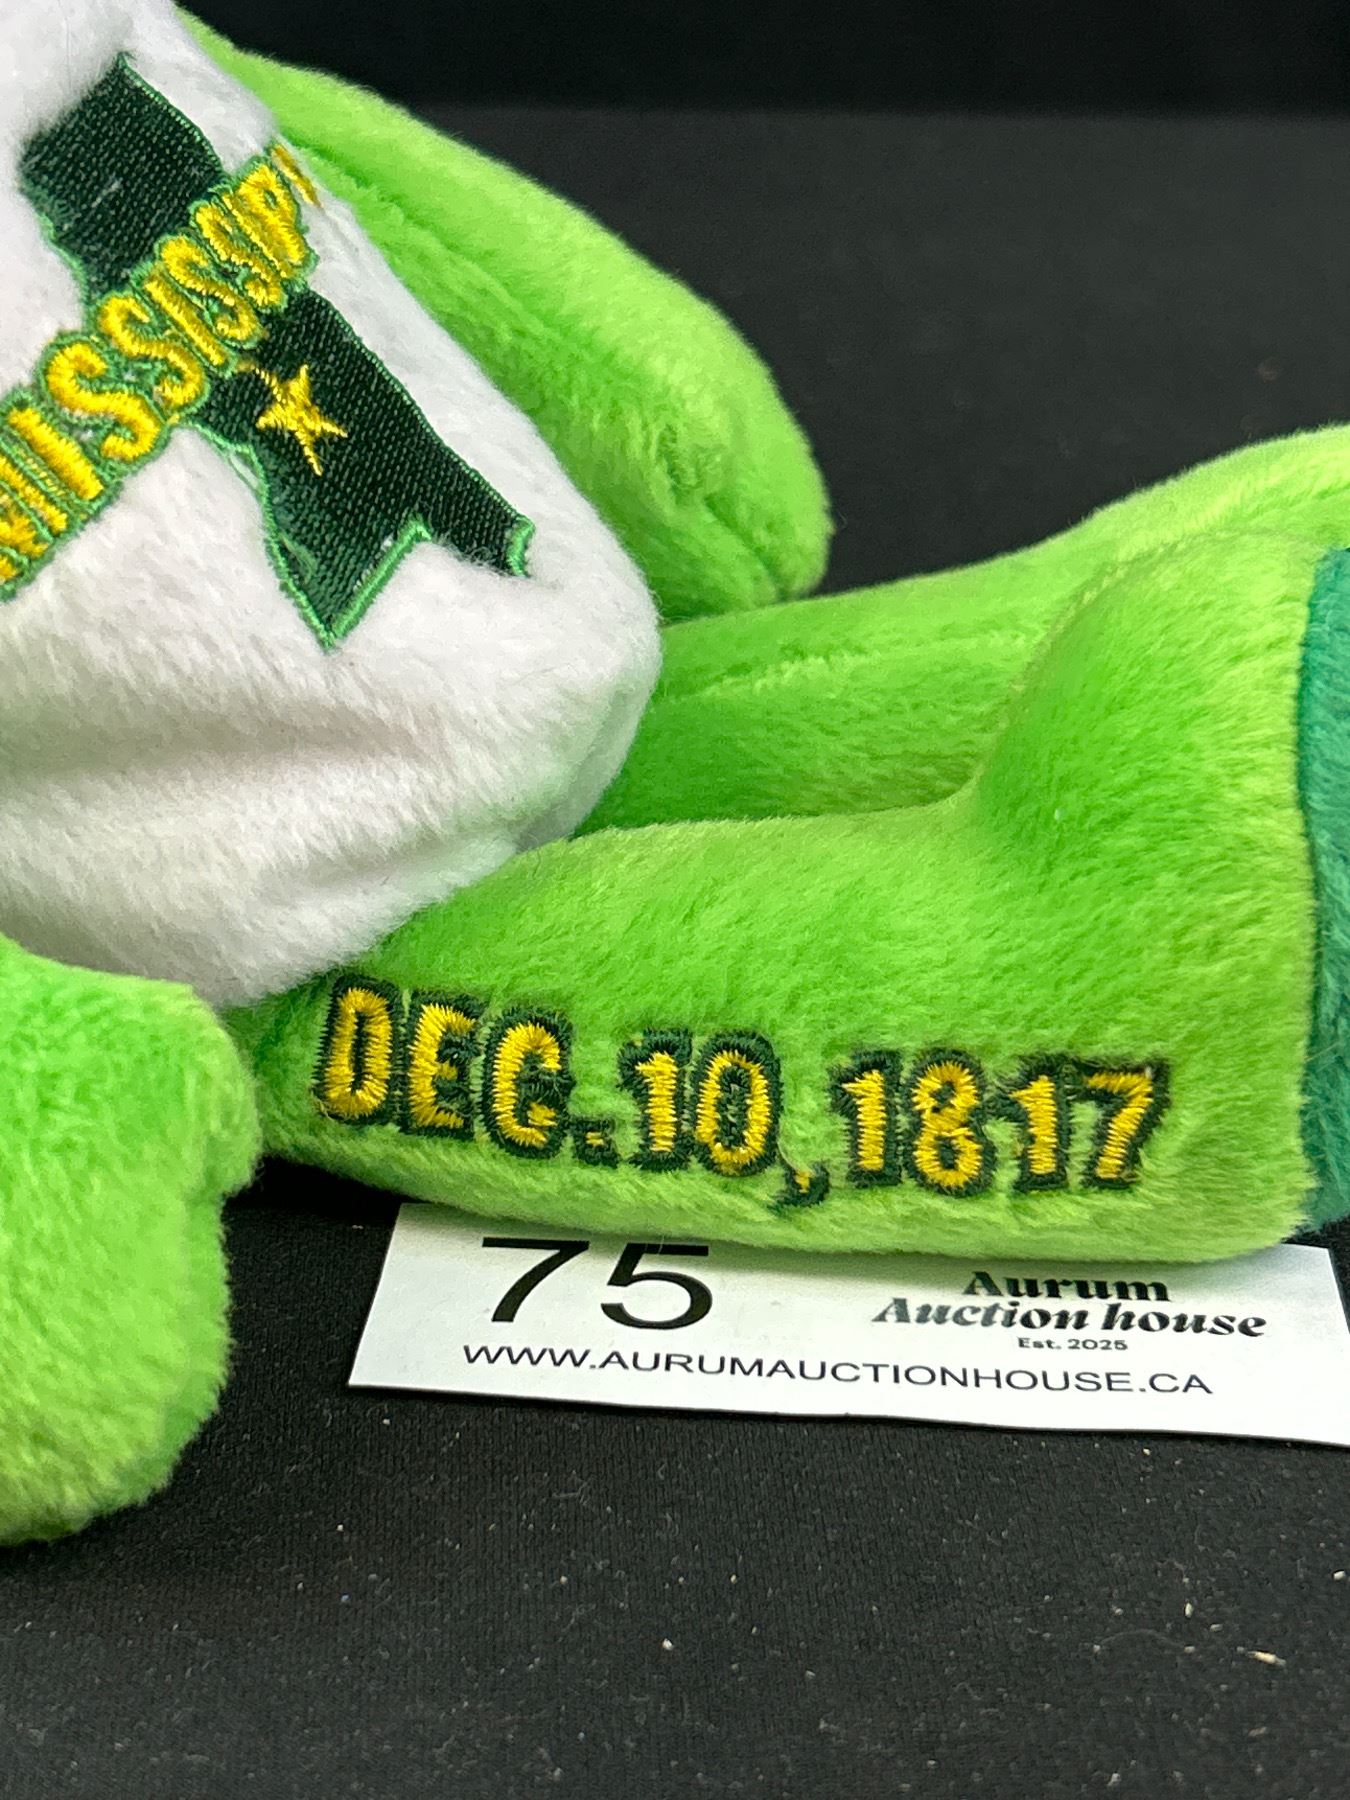 MISSISSIPPI
DEC.10,1817
75
Aurum
Auction house
Est. 2025
WWW.AURUMAUCTIONHOUSE.CA